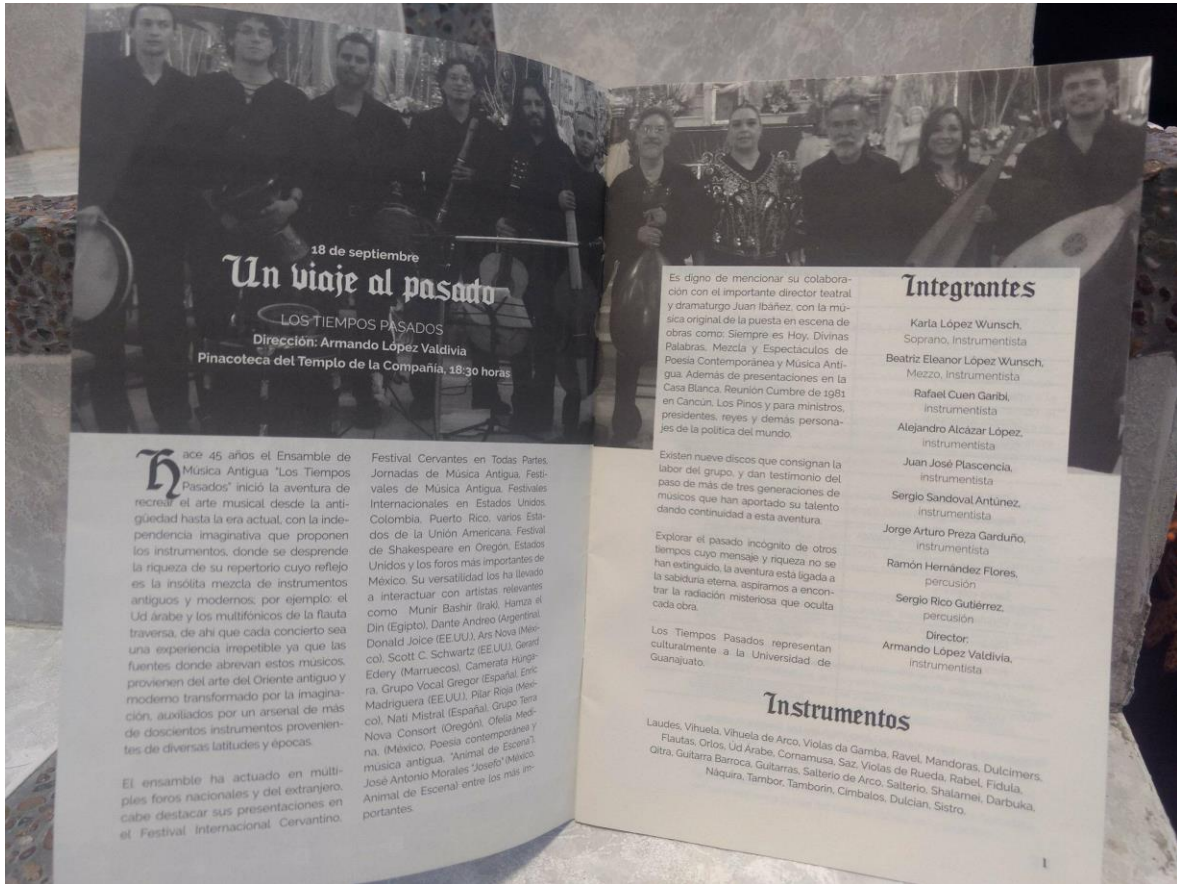 18 de septiembre
Un viaje al pasado
LOS TIEMPOS PASADOS
Dirección: Armando López Valdivia
Pinacoteca del Templo de la Compañía, 18:30 horas
Hace 45 años el Ensamble de
Música Antigua "Los Tiempos
Pasados" inició la aventura de
recrear el arte musical desde la anti-
güedad hasta la era actual, con la inde-
pendencia imaginativa que proponen
los instrumentos, donde se desprende
la riqueza de su repertorio cuyo reflejo
es la insólita mezcla de instrumentos
antiguos y modernos; por ejemplo: el
Ud árabe y los multifónicos de la flauta
traversa, de ahí que cada concierto sea
una experiencia irrepetible ya que las
fuentes donde abrevan estos músicos,
provienen del arte del Oriente antiguo y
moderno transformado por la imagina-
ción, auxiliados por un arsenal de más
de doscientos instrumentos provenien-
tes de diversas latitudes y épocas.
El ensamble ha actuado en múlti-
ples foros nacionales y del extranjero,
cabe destacar sus presentaciones en
el Festival Internacional Cervantino,
Festival Cervantes en Todas Partes,
Jornadas de Música Antigua, Festi-
vales de Música Antigua, Festivales
Internacionales en Estados Unidos,
Colombia, Puerto Rico, varios Esta-
dos de la Unión Americana, Festival
de Shakespeare en Oregón, Estados
Unidos y los foros más importantes de
México. Su versatilidad los ha llevado
a interactuar con artistas relevantes
como Munir Bashir (Irak), Hamza el
Din (Egipto), Dante Andreo (Argentina),
Donald Joice (EE.UU.), Ars Nova (Méxi-
co), Scott C. Schwartz (EE.UU.), Gerard
Edery (Marruecos), Camerata Húnga-
ra, Grupo Vocal Gregor (España), Enric
Madriguera (EE.UU.), Pilar Rioja (Méxi-
co), Nati Mistral (España), Grupo Terra
Nova Consort (Oregón), Ofelia Medi-
na, (México, Poesía contemporánea y
música antigua, "Animal de Escena"),
José Antonio Morales "Josefo" (México,
Animal de Escena) entre los más im-
portantes.
Es digno de mencionar su colabora-
ción con el importante director teatral
y dramaturgo Juan Ibáñez, con la mú-
sica original de la puesta en escena de
obras como: Siempre es Hoy, Divinas
Palabras, Mezcla y Espectáculos de
Poesía Contemporánea y Música Anti-
gua. Además de presentaciones en la
Casa Blanca, Reunión Cumbre de 1981
en Cancún, Los Pinos y para ministros,
presidentes, reyes y demás persona-
jes de la política del mundo.
Existen nueve discos que consignan la
labor del grupo, y dan testimonio del
paso de más de tres generaciones de
músicos que han aportado su talento
dando continuidad a esta aventura.
Explorar el pasado incógnito de otros
tiempos cuyo mensaje y riqueza no se
han extinguido, la aventura está ligada a
la sabiduría eterna, aspiramos a encon-
trar la radiación misteriosa que oculta
cada obra.
Los Tiempos Pasados representan
culturalmente a la Universidad de
Guanajuato.
Integrantes
Karla López Wunsch,
Soprano, Instrumentista
Beatriz Eleanor López Wunsch,
Mezzo, Instrumentista
Rafael Cuen Garibi,
instrumentista
Alejandro Alcázar López,
instrumentista
Juan José Plascencia,
instrumentista
Sergio Sandoval Antúnez,
instrumentista
Jorge Arturo Preza Garduño,
instrumentista
Ramón Hernández Flores,
percusión
Sergio Rico Gutiérrez,
percusión
Director:
Armando López Valdivia,
instrumentista
Instrumentos
Laudes, Vihuela, Vihuela de Arco, Violas da Gamba, Ravel, Mandoras, Dulcimers,
Flautas, Orlos, Úd Árabe, Cornamusa, Saz, Violas de Rueda, Rabel, Fídula,
Qitra, Guitarra Barroca, Guitarras, Salterio de Arco, Salterio, Shalamei, Darbuka,
Náquira, Tambor, Tamborin, Címbalos, Dulcian, Sistro.
1